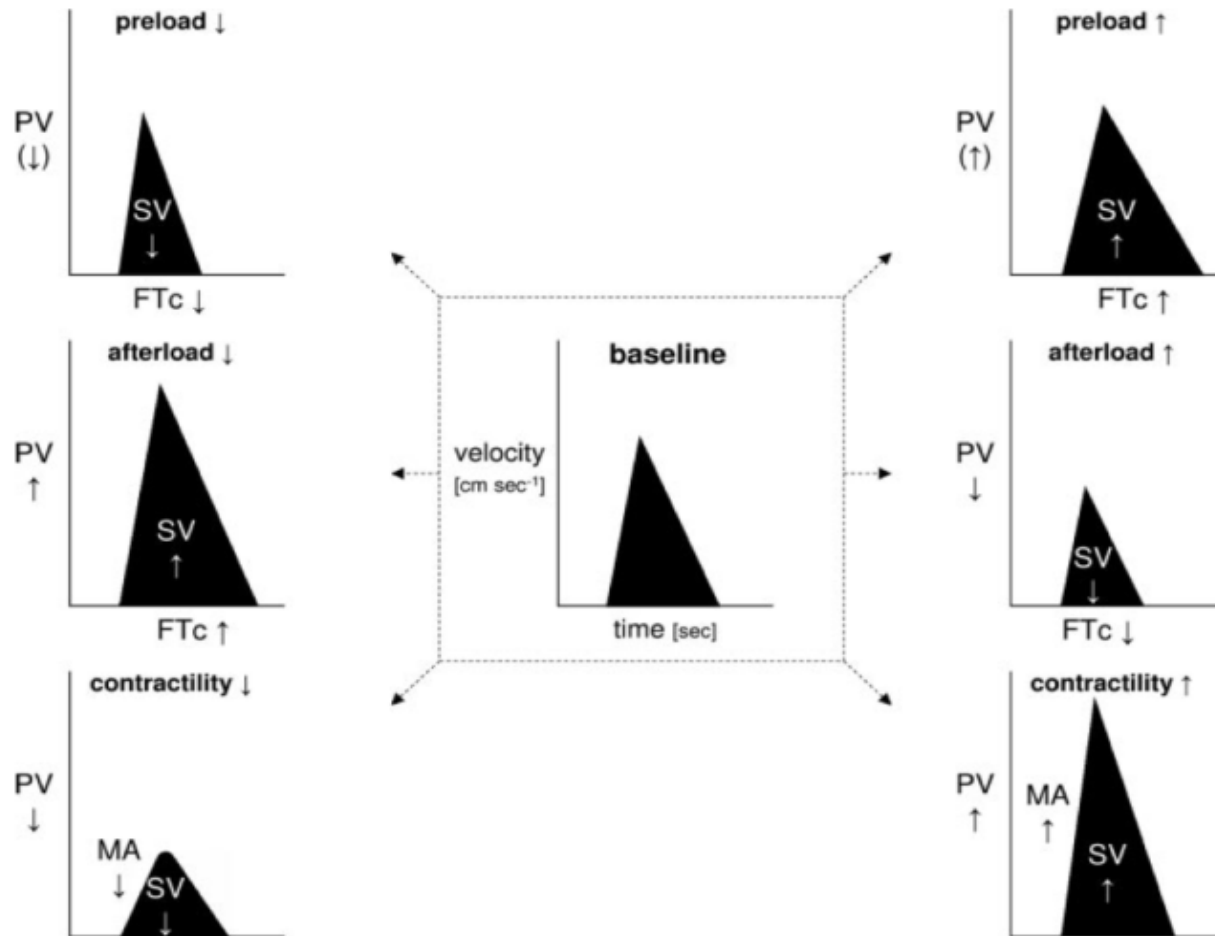 preload ↓
PV
(↓)
SV
↓
FTc ↓
preload ↑
PV
(↑)
SV
↑
FTc ↑
afterload ↓
PV
↑
SV
↑
FTc ↑
baseline
velocity
[cm sec⁻¹]
time [sec]
afterload ↑
PV
↓
SV
↓
FTc ↓
contractility ↓
PV
↓
MA
↓
SV
↓
contractility ↑
PV
↑
MA
↑
SV
↑